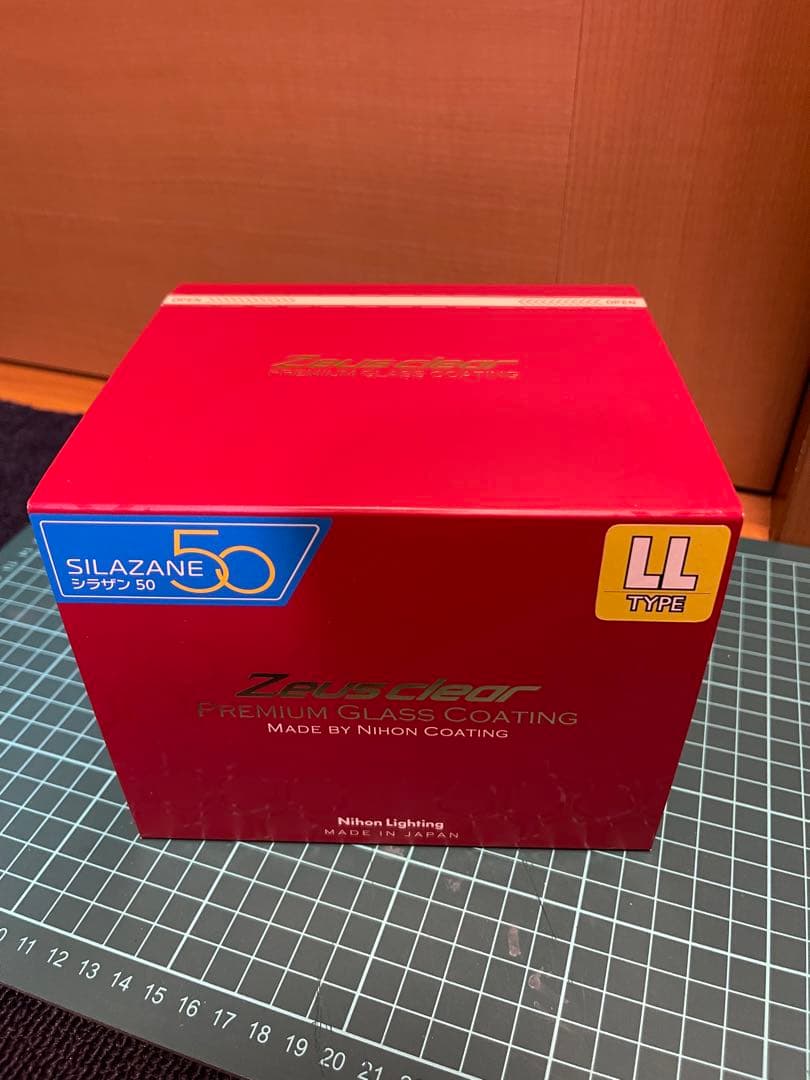 OPEN
OPEN
Zeus clear
PREMIUM GLASS COATING
SILAZANE 50
シラザン 50
LL
TYPE
Zeus clear
PREMIUM GLASS COATING
MADE BY NIHON COATING
Nihon Lighting
MADE IN JAPAN
11 12 13 14 15 16 17 18 19 20 21